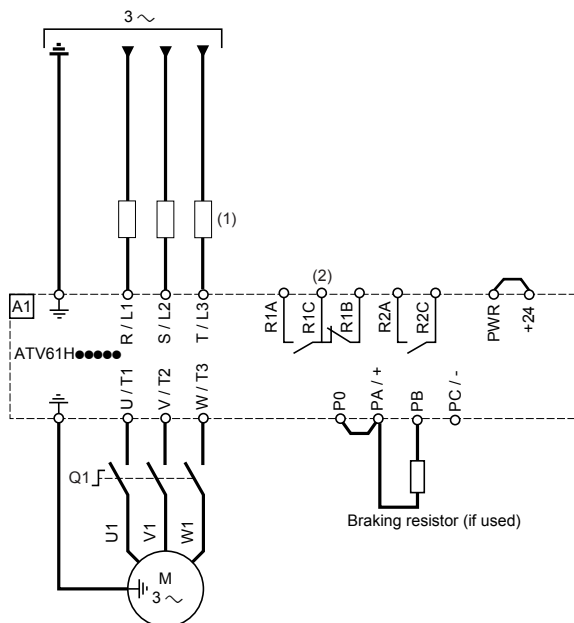 3 ~
(1)
(2)
A1
R / L1
S / L2
T / L3
R1A
R1C
R1B
R2A
R2C
PWR
+24
ATV61H●●●●●
U / T1
V / T2
W / T3
P0
PA / +
PB
PC / -
Q1
U1
V1
W1
Braking resistor (if used)
M
3 ~